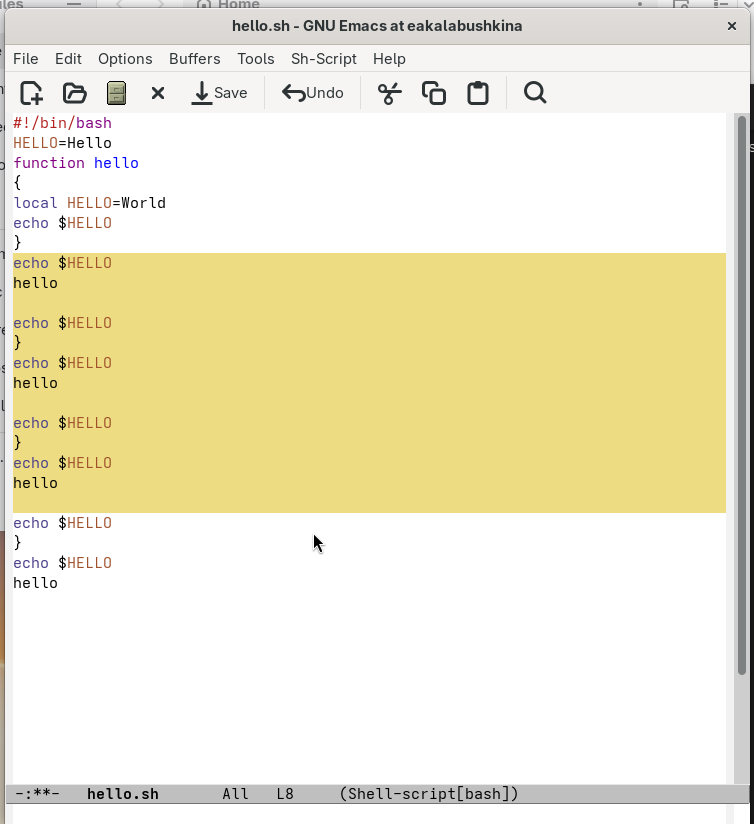 Home
hello.sh - GNU Emacs at eakalabushkina
File Edit Options Buffers Tools Sh-Script Help
Save Undo
#!/bin/bash
HELLO=Hello
function hello
{
local HELLO=World
echo $HELLO
}
echo $HELLO
hello
echo $HELLO
}
echo $HELLO
hello
echo $HELLO
}
echo $HELLO
hello
echo $HELLO
}
echo $HELLO
hello
-:**- hello.sh All L8 (Shell-script[bash])